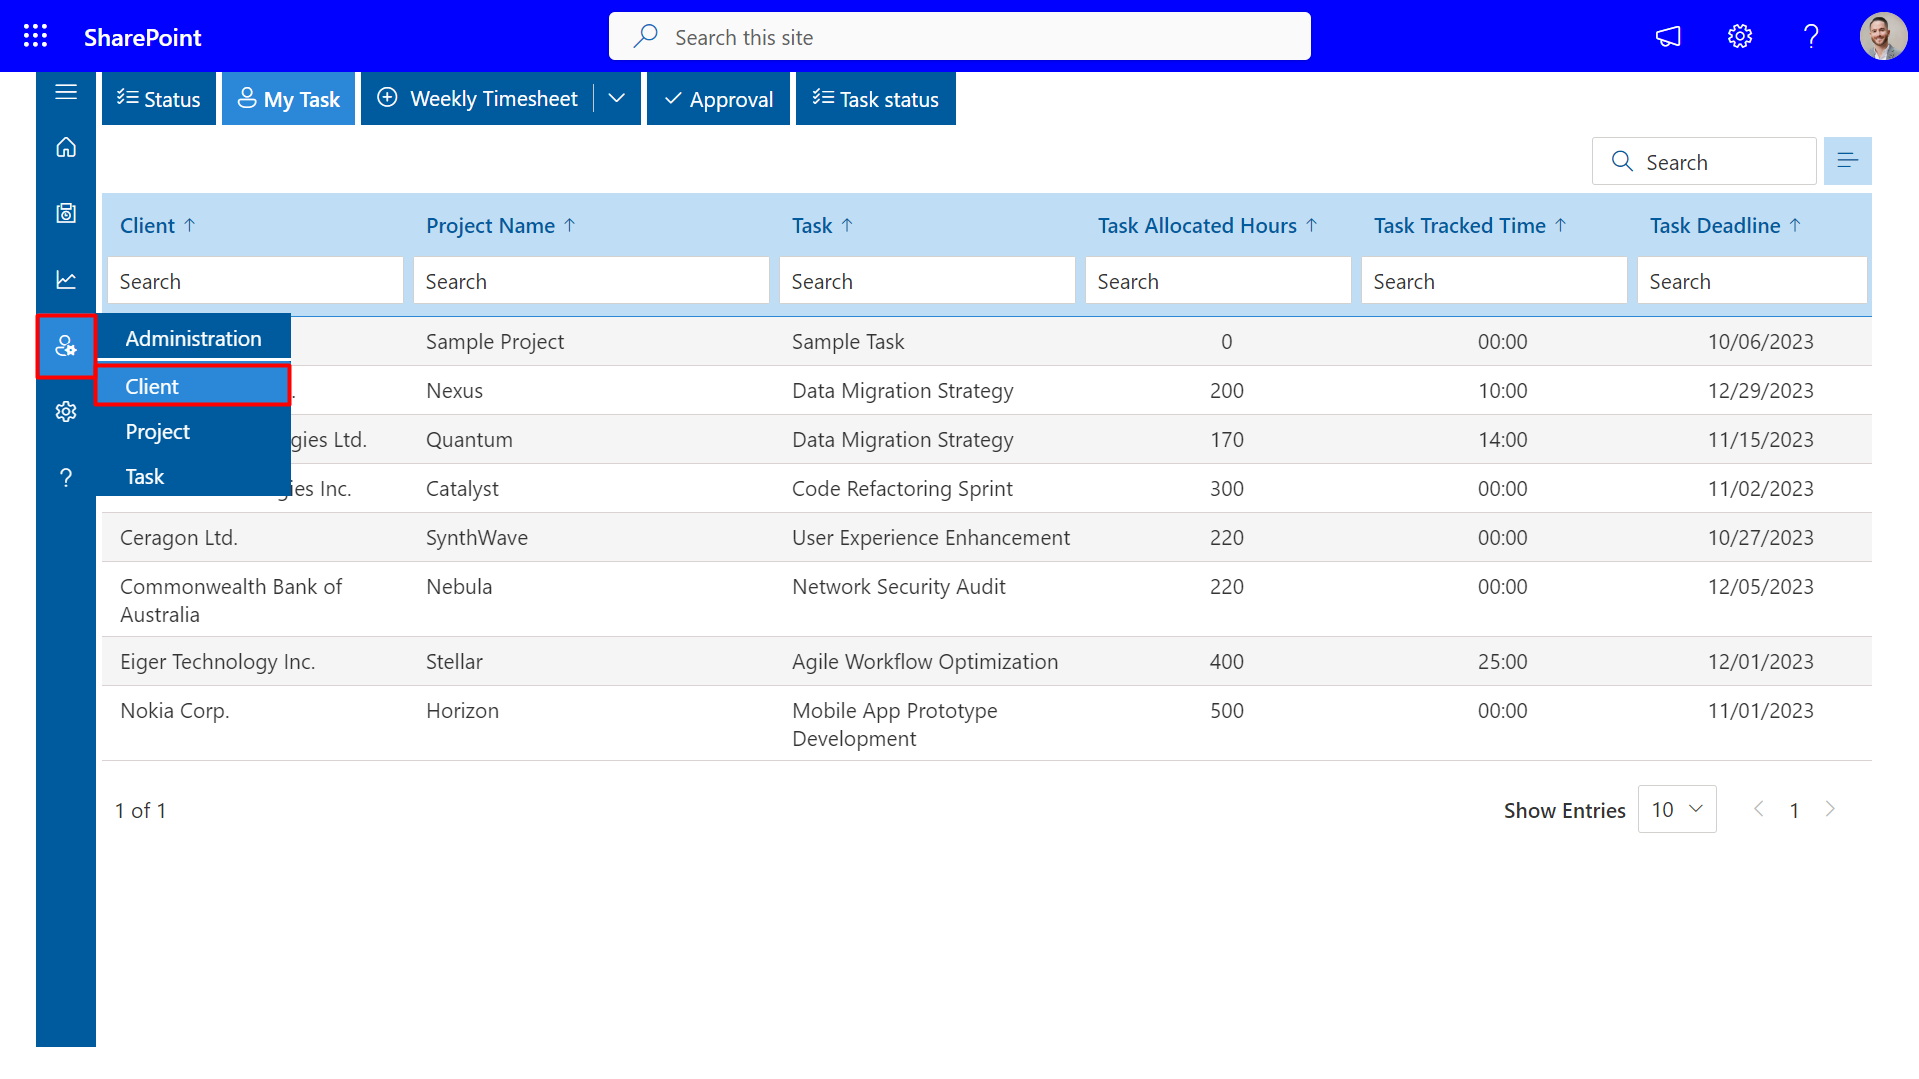 SharePoint
Search this site
Status
My Task
Weekly Timesheet
Approval
Task status
Search
Client Project Name Task Task Allocated Hours Task Tracked Time Task Deadline
Search Search Search Search Search Search
Administration
Client
Project
Task
Sample Project Sample Task 0 00:00 10/06/2023
. Nexus Data Migration Strategy 200 10:00 12/29/2023
gies Ltd. Quantum Data Migration Strategy 170 14:00 11/15/2023
gies Inc. Catalyst Code Refactoring Sprint 300 00:00 11/02/2023
Ceragon Ltd. SynthWave User Experience Enhancement 220 00:00 10/27/2023
Commonwealth Bank of Nebula Network Security Audit 220 00:00 12/05/2023
Australia
Eiger Technology Inc. Stellar Agile Workflow Optimization 400 25:00 12/01/2023
Nokia Corp. Horizon Mobile App Prototype 500 00:00 11/01/2023
Development
1 of 1
Show Entries 10 1